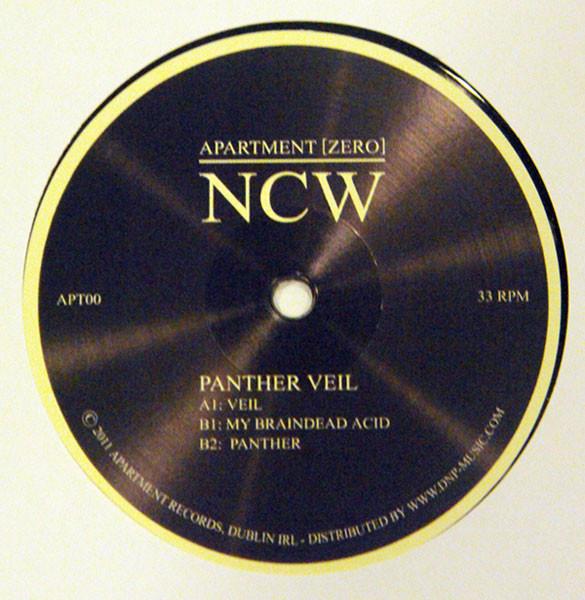 APARTMENT [ZERO]
NCW
APT00
33 RPM
PANTHER VEIL
A1: VEIL
B1: MY BRAINDEAD ACID
B2: PANTHER
© 2011 APARTMENT RECORDS, DUBLIN IRL - DISTRIBUTED BY WWW.DNP-MUSIC.COM